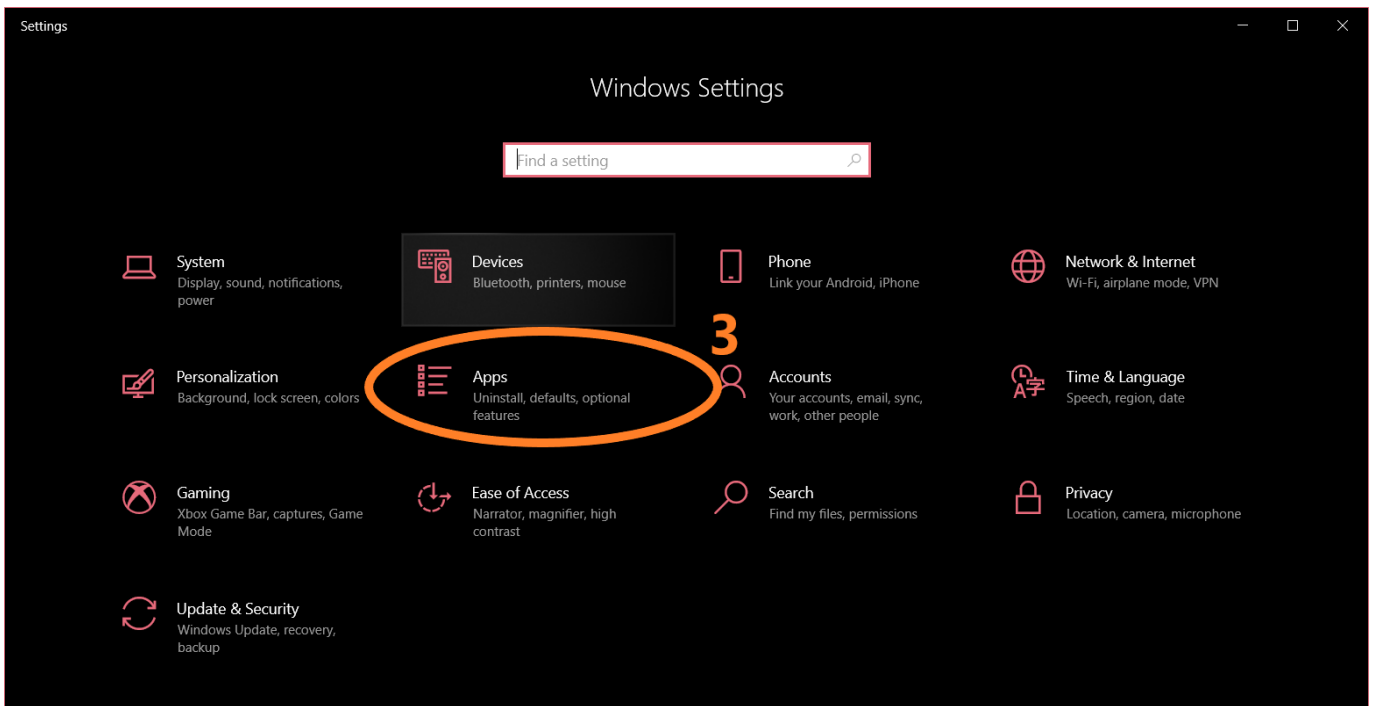 Settings
Windows Settings
Find a setting
System
Display, sound, notifications,
power
Devices
Bluetooth, printers, mouse
Phone
Link your Android, iPhone
Network & Internet
Wi-Fi, airplane mode, VPN
3
Personalization
Background, lock screen, colors
Apps
Uninstall, defaults, optional
features
Accounts
Your accounts, email, sync,
work, other people
A字
Time & Language
Speech, region, date
Gaming
Xbox Game Bar, captures, Game
Mode
Ease of Access
Narrator, magnifier, high
contrast
Search
Find my files, permissions
Privacy
Location, camera, microphone
Update & Security
Windows Update, recovery,
backup